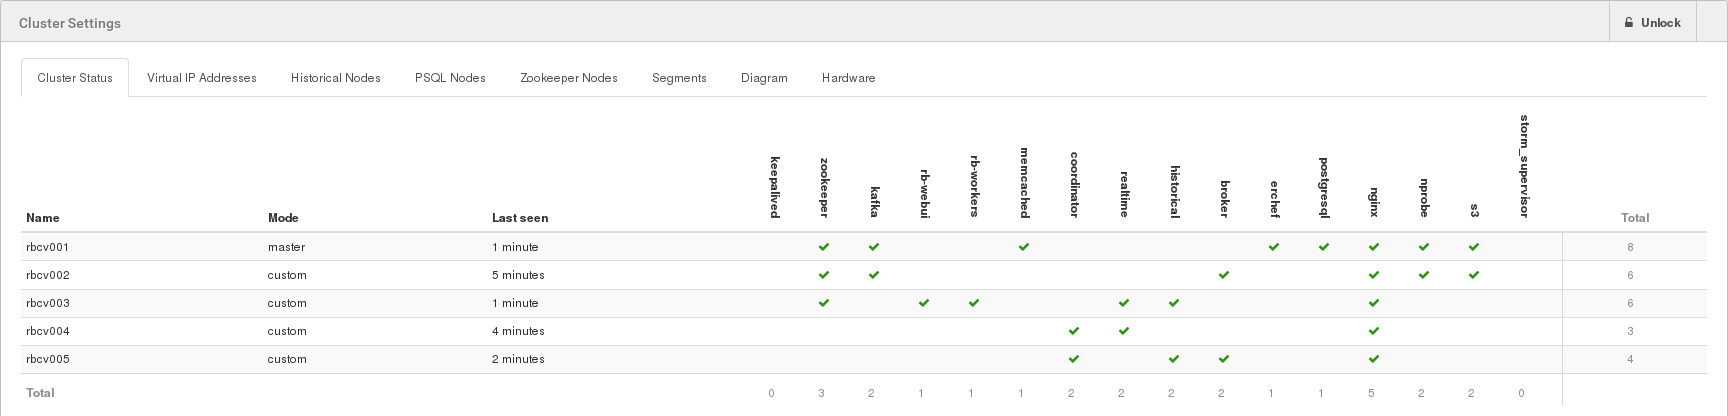 Cluster Settings
Unlock
Cluster Status Virtual IP Addresses Historical Nodes PSQL Nodes Zookeeper Nodes Segments Diagram Hardware
Name Mode Last seen keepalived zookeeper kafka rb-webui rb-workers memcached coordinator realtime historical broker erchef postgresql nginx nprobe s3 storm_supervisor Total
rbcv001 master 1 minute 8
rbcv002 custom 5 minutes 6
rbcv003 custom 1 minute 6
rbcv004 custom 4 minutes 3
rbcv005 custom 2 minutes 4
Total 0 3 2 1 1 1 2 2 2 2 1 1 5 2 2 0